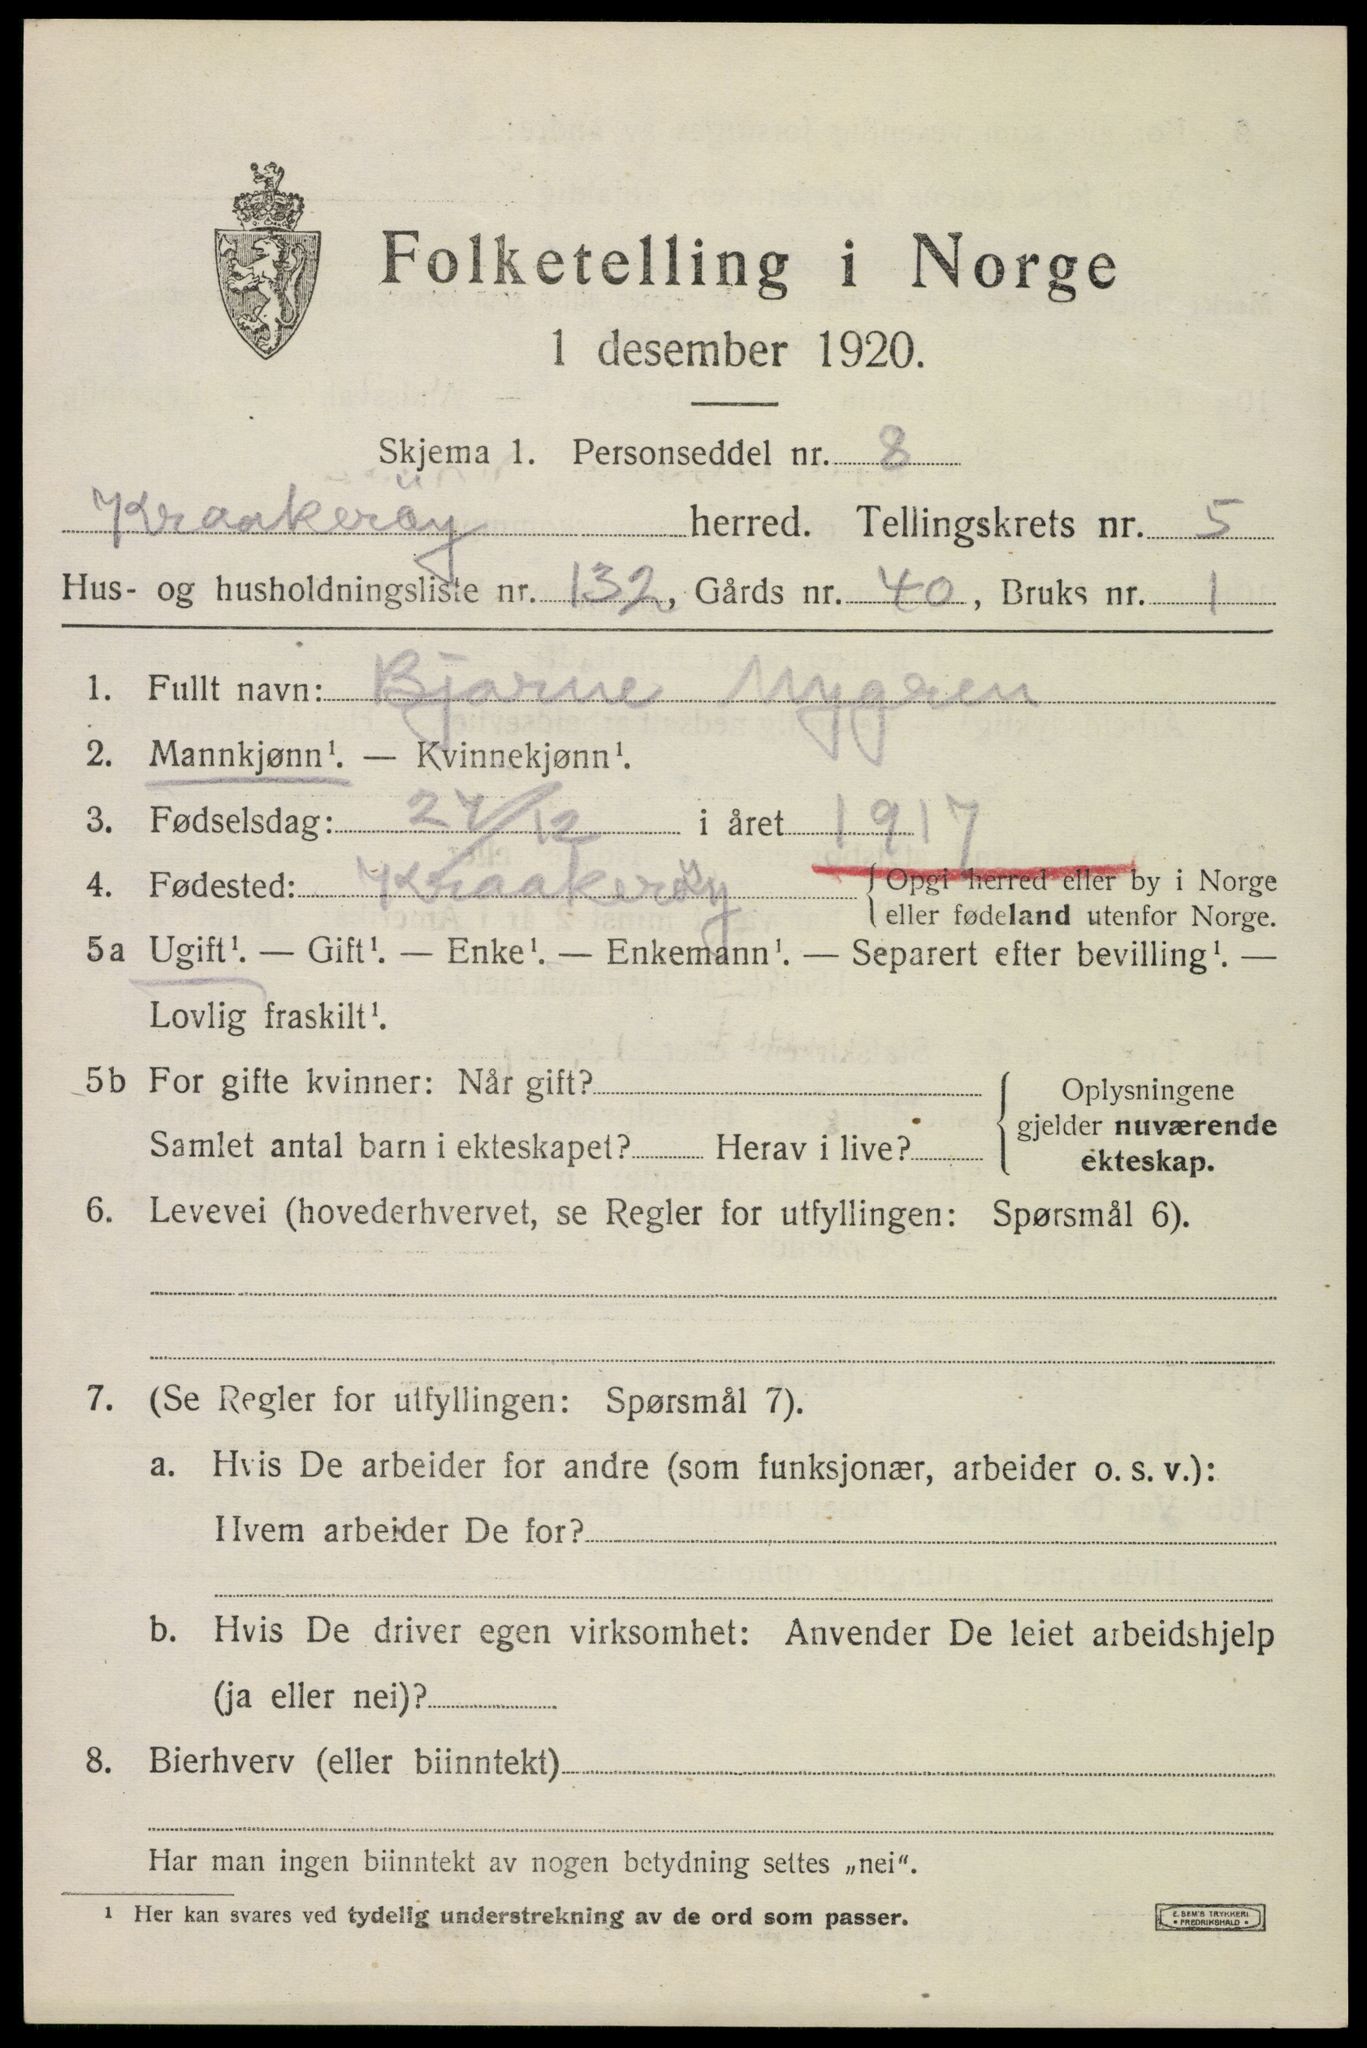 Folketelling i Norge
1 desember 1920.
Skjema 1. Personseddel nr. 8
Kraakeröy herred. Tellingskrets nr. 5
Hus- og husholdningsliste nr. 132, Gårds nr. 40, Bruks nr. 1
1. Fullt navn: Bjarne Nygren
2. Mannkjønn¹. — Kvinnekjønn¹.
3. Fødselsdag: 27/12 i året 1917
4. Fødested: Kraakeröy { Opgi herred eller by i Norge
eller fødeland utenfor Norge.
5a Ugift¹. — Gift¹. — Enke¹. — Enkemann¹. — Separert efter bevilling¹. —
Lovlig fraskilt¹.
5b For gifte kvinner: Når gift?
Samlet antal barn i ekteskapet? Herav i live?
{ Oplysningene
gjelder nuværende
ekteskap.
6. Levevei (hovederhvervet, se Regler for utfyllingen: Spørsmål 6).
7. (Se Regler for utfyllingen: Spørsmål 7).
a. Hvis De arbeider for andre (som funksjonær, arbeider o. s. v.):
Hvem arbeider De for?
b. Hvis De driver egen virksomhet: Anvender De leiet arbeidshjelp
(ja eller nei)?
8. Bierhverv (eller biinntekt)
Har man ingen biinntekt av nogen betydning settes „nei".
¹ Her kan svares ved tydelig understrekning av de ord som passer.
E. SEM'S TRYKKERI
• FREDRIKSHALD •